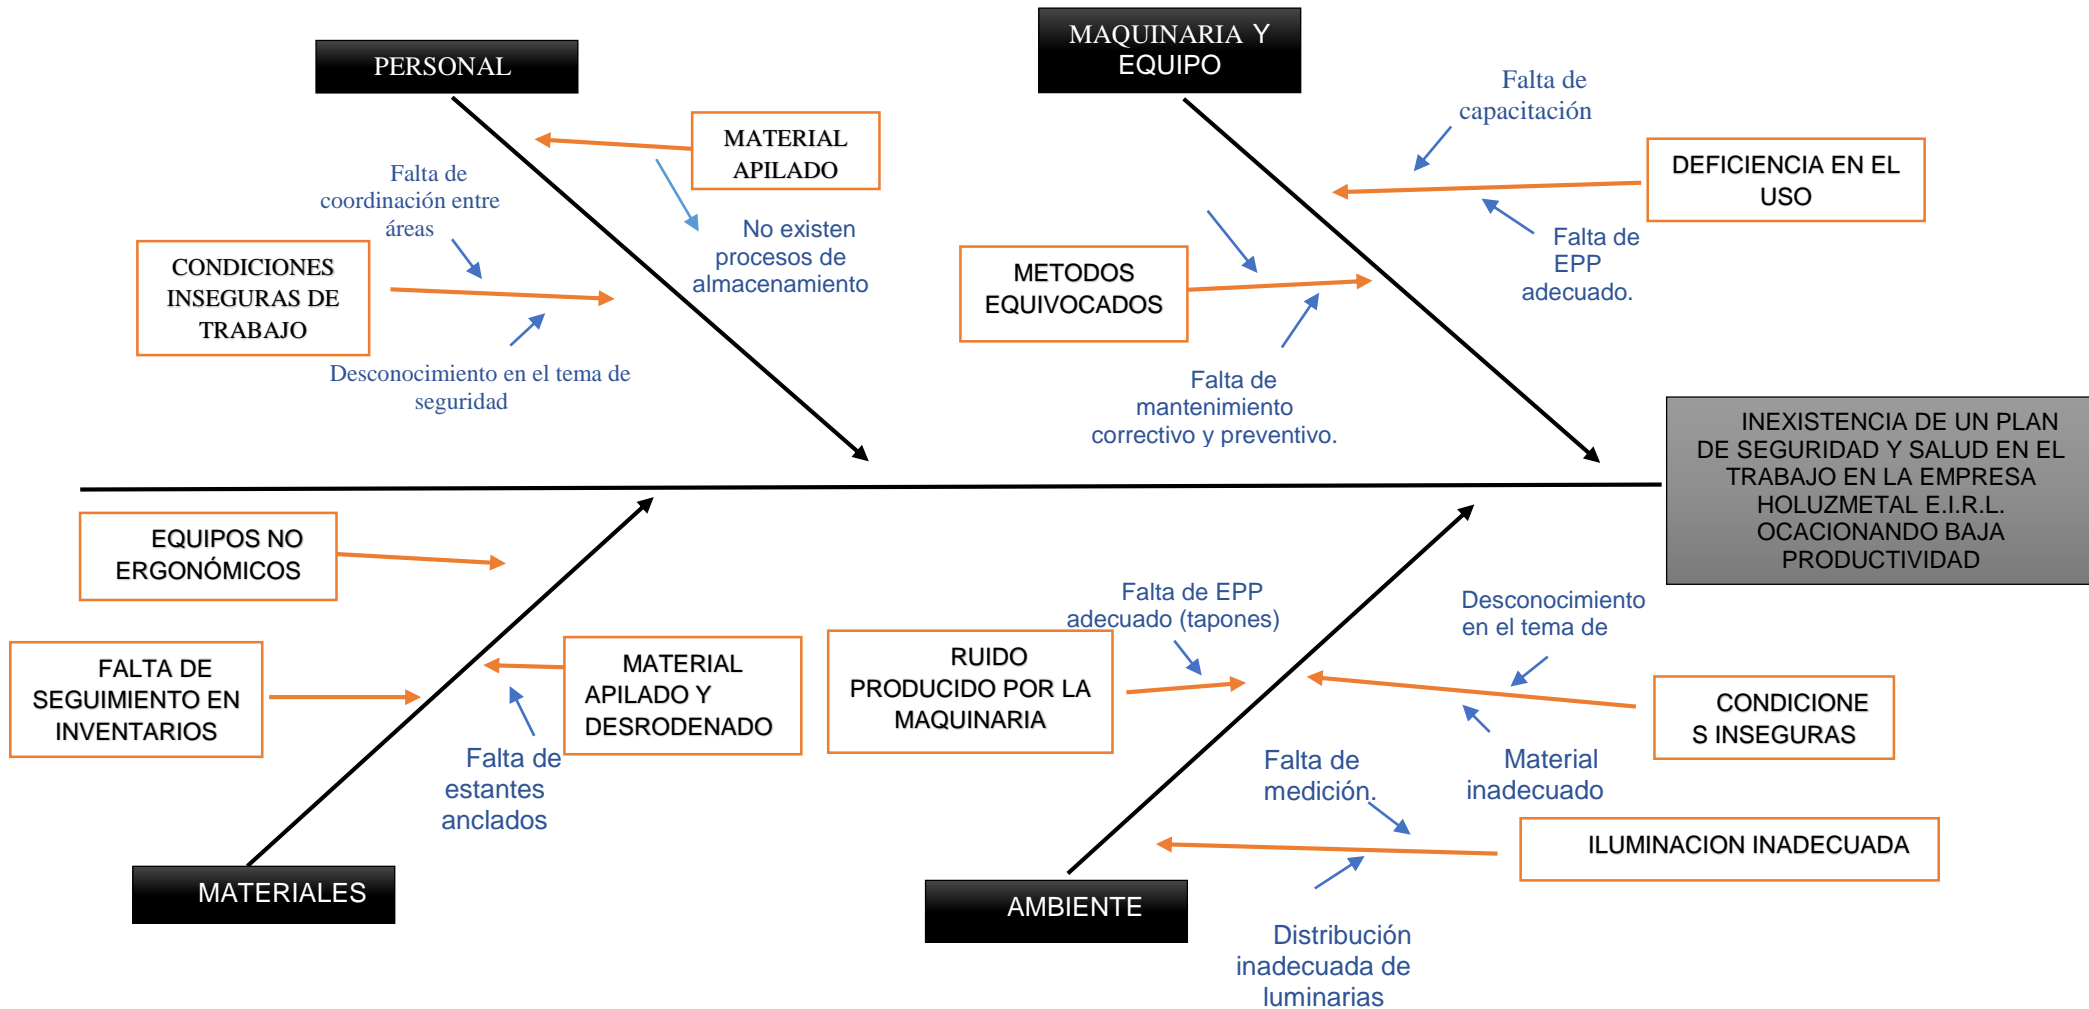 PERSONAL
MAQUINARIA Y
EQUIPO
MATERIAL
APILADO
Falta de
capacitación
DEFICIENCIA EN EL
USO
Falta de
coordinación entre
áreas
No existen
procesos de
almacenamiento
Falta de
EPP
adecuado.
CONDICIONES
INSEGURAS DE
TRABAJO
METODOS
EQUIVOCADOS
Desconocimiento en el tema de
seguridad
Falta de
mantenimiento
correctivo y preventivo.
INEXISTENCIA DE UN PLAN
DE SEGURIDAD Y SALUD EN EL
TRABAJO EN LA EMPRESA
HOLUZMETAL E.I.R.L.
OCACIONANDO BAJA
PRODUCTIVIDAD
EQUIPOS NO
ERGONÓMICOS
Falta de EPP
adecuado (tapones)
Desconocimiento
en el tema de
FALTA DE
SEGUIMIENTO EN
INVENTARIOS
MATERIAL
APILADO Y
DESRODENADO
RUIDO
PRODUCIDO POR LA
MAQUINARIA
CONDICIONE
S INSEGURAS
Falta de
estantes
anclados
Falta de
medición.
Material
inadecuado
ILUMINACION INADECUADA
MATERIALES
AMBIENTE
Distribución
inadecuada de
luminarias